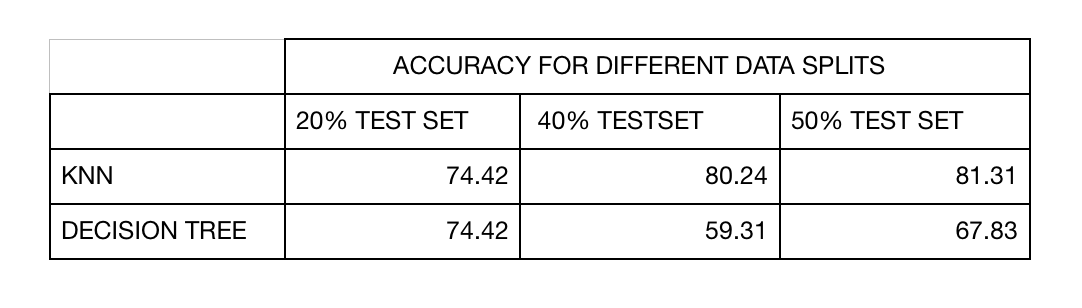 ACCURACY FOR DIFFERENT DATA SPLITS
20% TEST SET 40% TESTSET 50% TEST SET
KNN 74.42 80.24 81.31
DECISION TREE 74.42 59.31 67.83